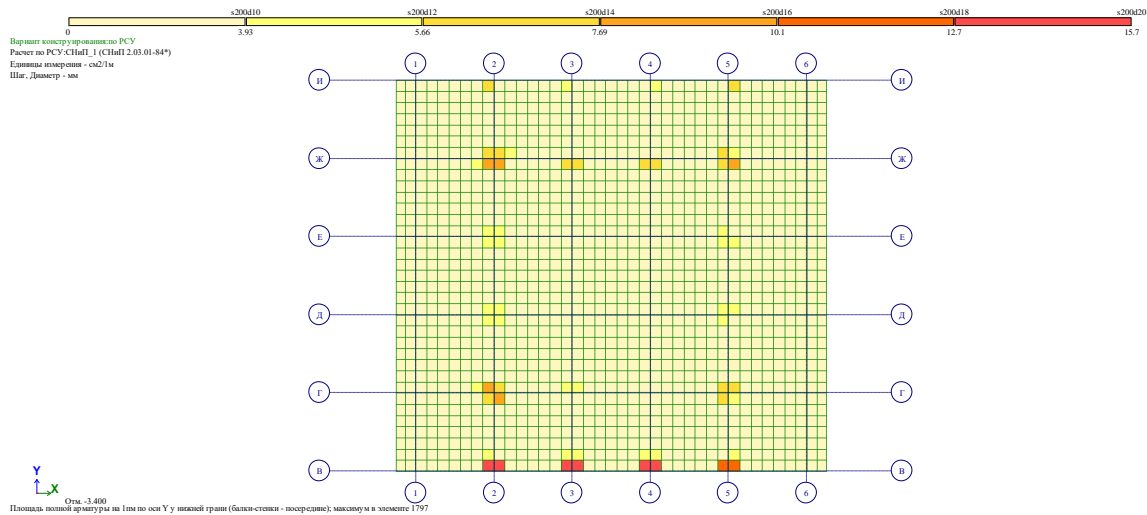 s200d10 s200d12 s200d14 s200d16 s200d18 s200d20
0 3.93 5.66 7.69 10.1 12.7 15.7
Вариант конструирования:по РСУ
Расчет по РСУ:СНиП_1 (СНиП 2.03.01-84*)
Единицы измерения - см2/1м
Шаг, Диаметр - мм
1 2 3 4 5 6
И И
Ж Ж
Е Е
Д Д
Г Г
В В
1 2 3 4 5 6
Y
X
Отм. -3.400
Площадь полной арматуры на 1пм по оси Y у нижней грани (балки-стенки - посередине); максимум в элементе 1797